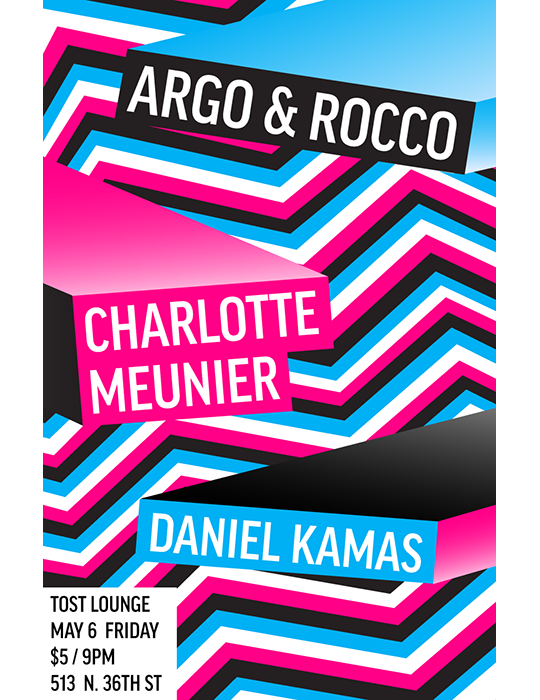 ARGO & ROCCO
CHARLOTTE
MEUNIER
DANIEL KAMAS
TOST LOUNGE
MAY 6 FRIDAY
$5 / 9PM
513 N. 36TH ST